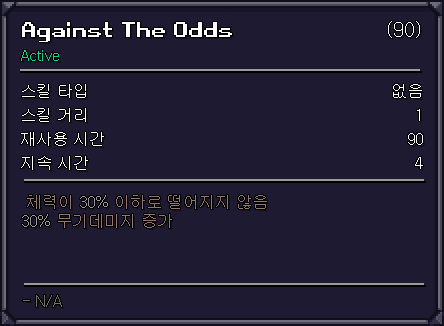 Against The Odds (90)
Active
스킬 타입 없음
스킬 거리 1
재사용 시간 90
지속 시간 4
체력이 30% 이하로 떨어지지 않음
30% 무기데미지 증가
- N/A